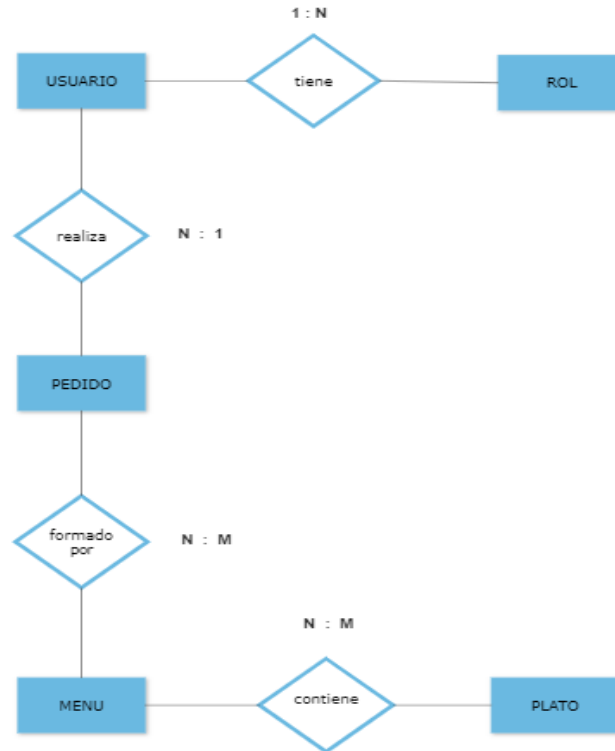 1 : N
USUARIO
tiene
ROL
realiza
N : 1
PEDIDO
formado
por
N : M
N : M
MENU
contiene
PLATO